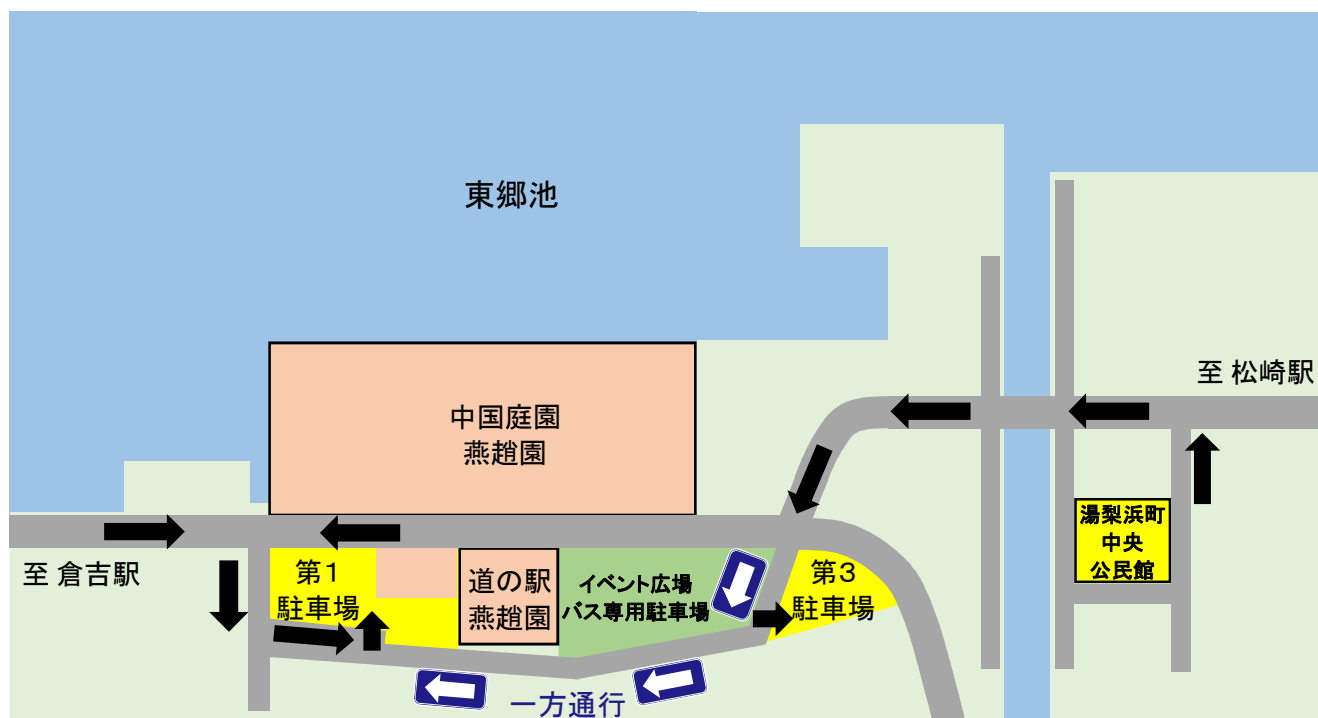 東郷池
至 松崎駅
中国庭園
燕趙園
湯梨浜町
中央
公民館
至 倉吉駅
第１
駐車場
道の駅
燕趙園
イベント広場
バス専用駐車場
第３
駐車場
一方通行